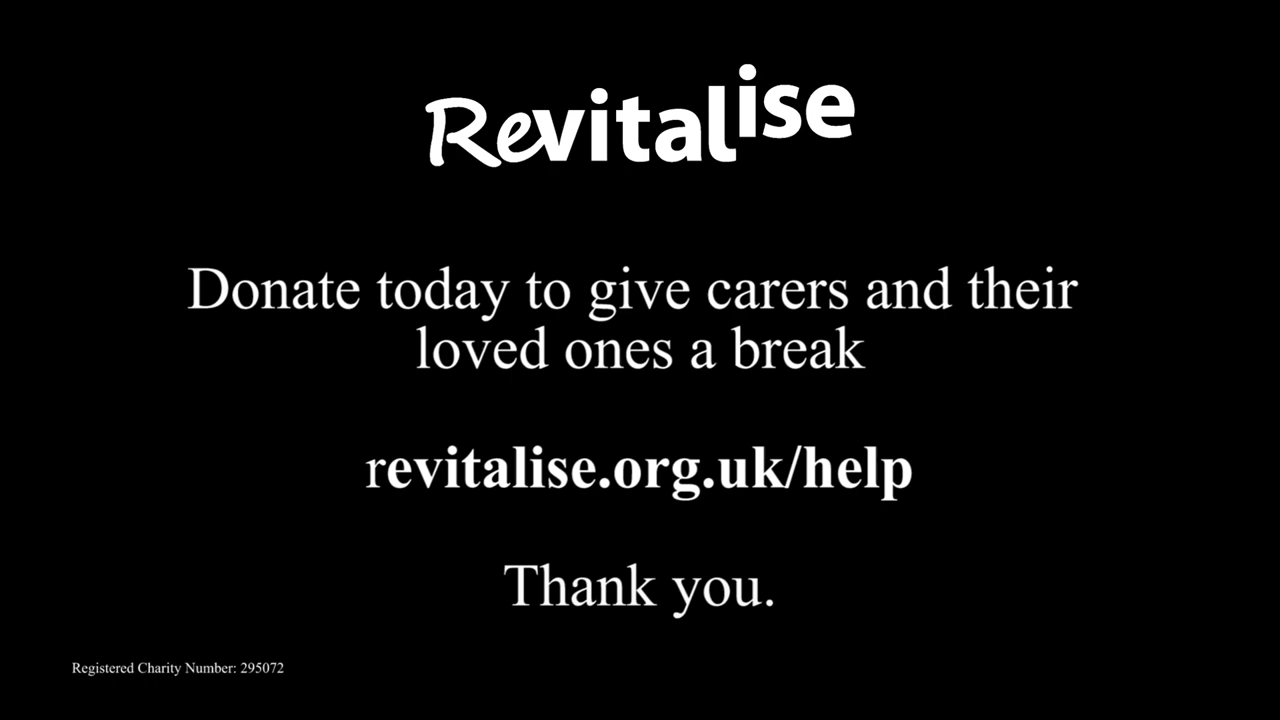 Revitalise
Donate today to give carers and their
loved ones a break
revitalise.org.uk/help
Thank you.
Registered Charity Number: 295072